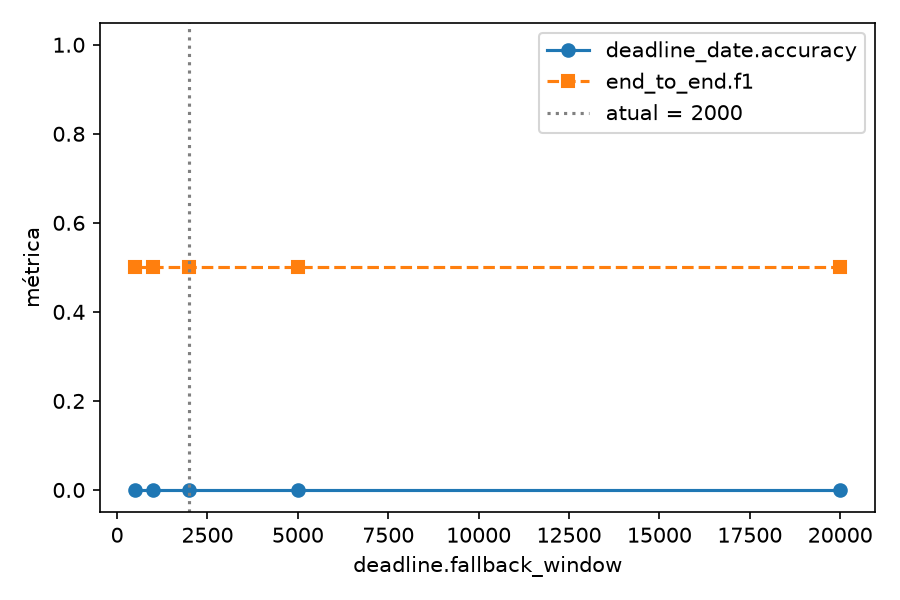 1.0
0.8
0.6
0.4
0.2
0.0
métrica
deadline_date.accuracy
end_to_end.f1
atual = 2000
0 2500 5000 7500 10000 12500 15000 17500 20000
deadline.fallback_window